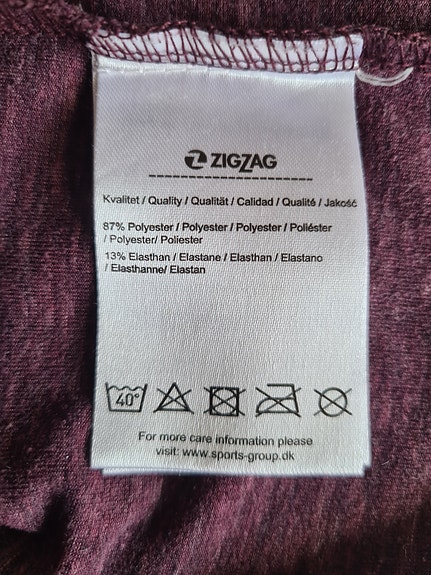 ZIGZAG
Kvalitet / Quality / Qualität / Calidad / Qualité / Jakość
87% Polyester / Polyester / Polyester / Poliéster
/ Polyester/ Poliester
13% Elasthan / Elastane / Elasthan / Elastano
/ Elasthanne/ Elastan
40°
For more care information please
visit: www.sports-group.dk